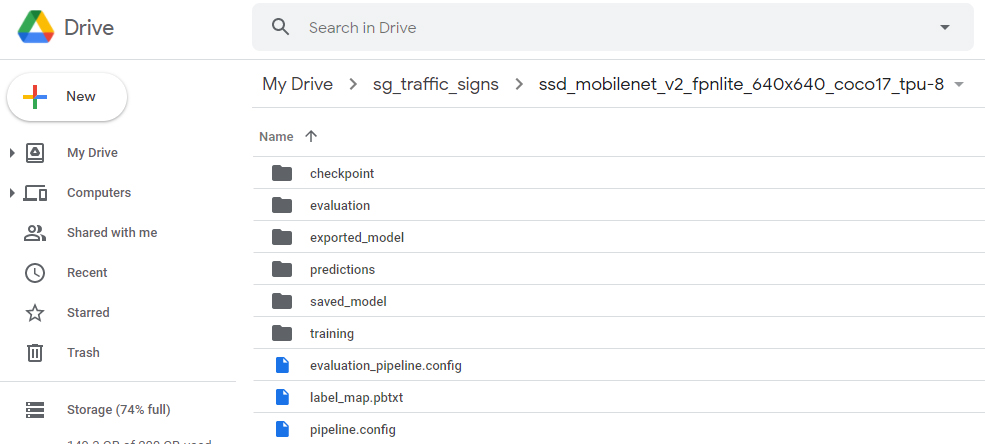 Drive
Search in Drive
New
My Drive
Computers
Shared with me
Recent
Starred
Trash
Storage (74% full)
My Drive > sg_traffic_signs > ssd_mobilenet_v2_fpnlite_640x640_coco17_tpu-8
Name
checkpoint
evaluation
exported_model
predictions
saved_model
training
evaluation_pipeline.config
label_map.pbtxt
pipeline.config